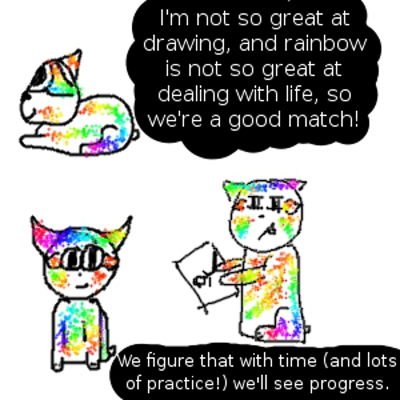 I'm not so great at
drawing, and rainbow
is not so great at
dealing with life, so
we're a good match!
We figure that with time (and lots
of practice!) we'll see progress.